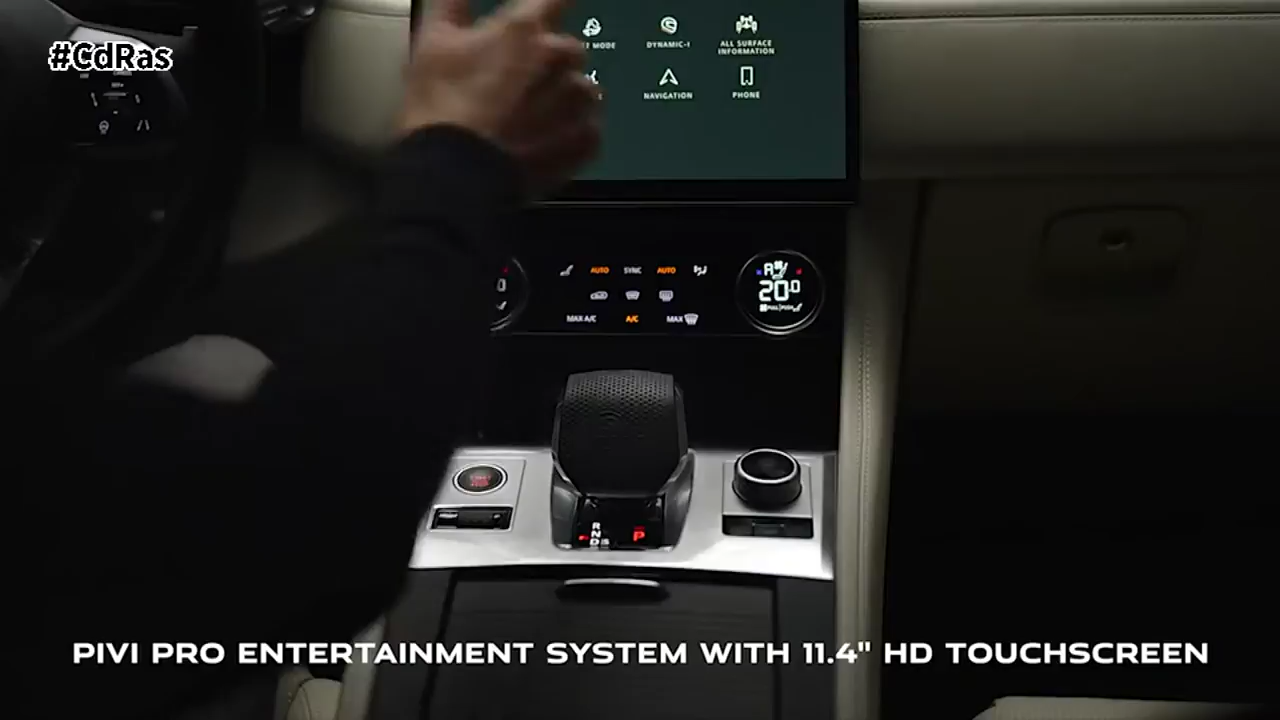 #CdRas
MODE
DYNAMIC-I
ALL SURFACE
INFORMATION
NAVIGATION
PHONE
AUTO SYNC AUTO
20.0
MAX A/C A/C MAX
R
N
D
P
PIVI PRO ENTERTAINMENT SYSTEM WITH 11.4" HD TOUCHSCREEN